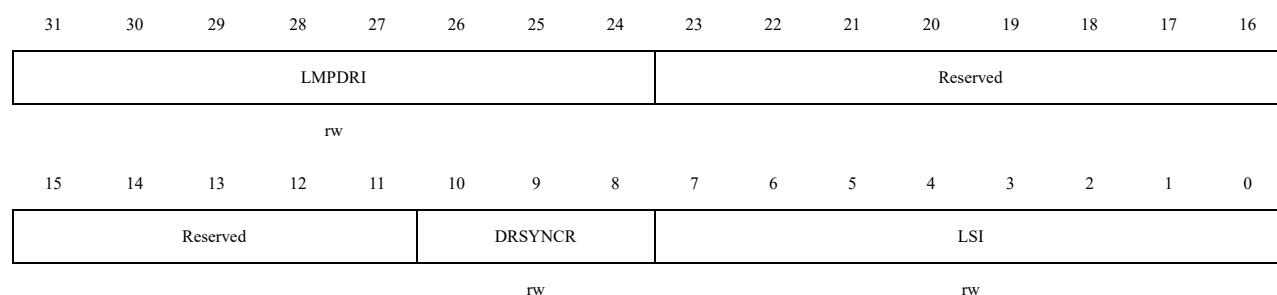 31 30 29 28 27 26 25 24 23 22 21 20 19 18 17 16
LMPDRI Reserved
rw
15 14 13 12 11 10 9 8 7 6 5 4 3 2 1 0
Reserved DRSYNCR LSI
rw rw